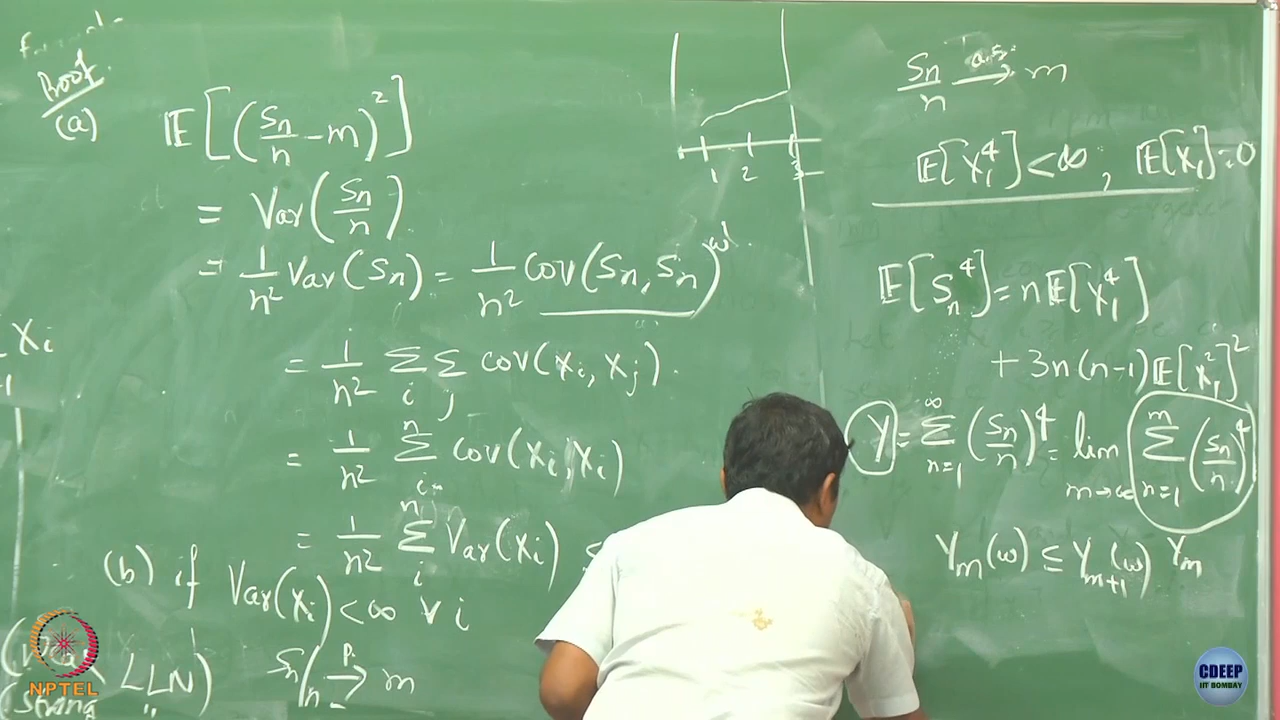 Proof
(a)
E[(Sn/n - m)²]
= Var(Sn/n)
= 1/n² Var(Sn) = 1/n² Cov(Sn, Sn)
= 1/n² Σ_i Σ_j Cov(Xi, Xj).
= 1/n² Σ_i^n Cov(Xi, Xi)
= 1/n² Σ_i^n Var(Xi) ≤
Xi
(b) if Var(Xi) < ∞ ∀ i
LLN) Sn/n →^p. m
(strong "
1 2 3
Sn/n →^a.s. m
E[X₁⁴] < ∞, E[X₁] = 0
E[Sn⁴] = n E[X₁⁴]
+ 3n(n-1) E[X₁²]²
Y = Σ_{n=1}^∞ (Sn/n)⁴ = lim_{m→∞} Σ_{n=1}^m (Sn/n)⁴
Ym(ω) ≤ Ym+1(ω) Ym
NPTEL
CDEEP
IIT BOMBAY